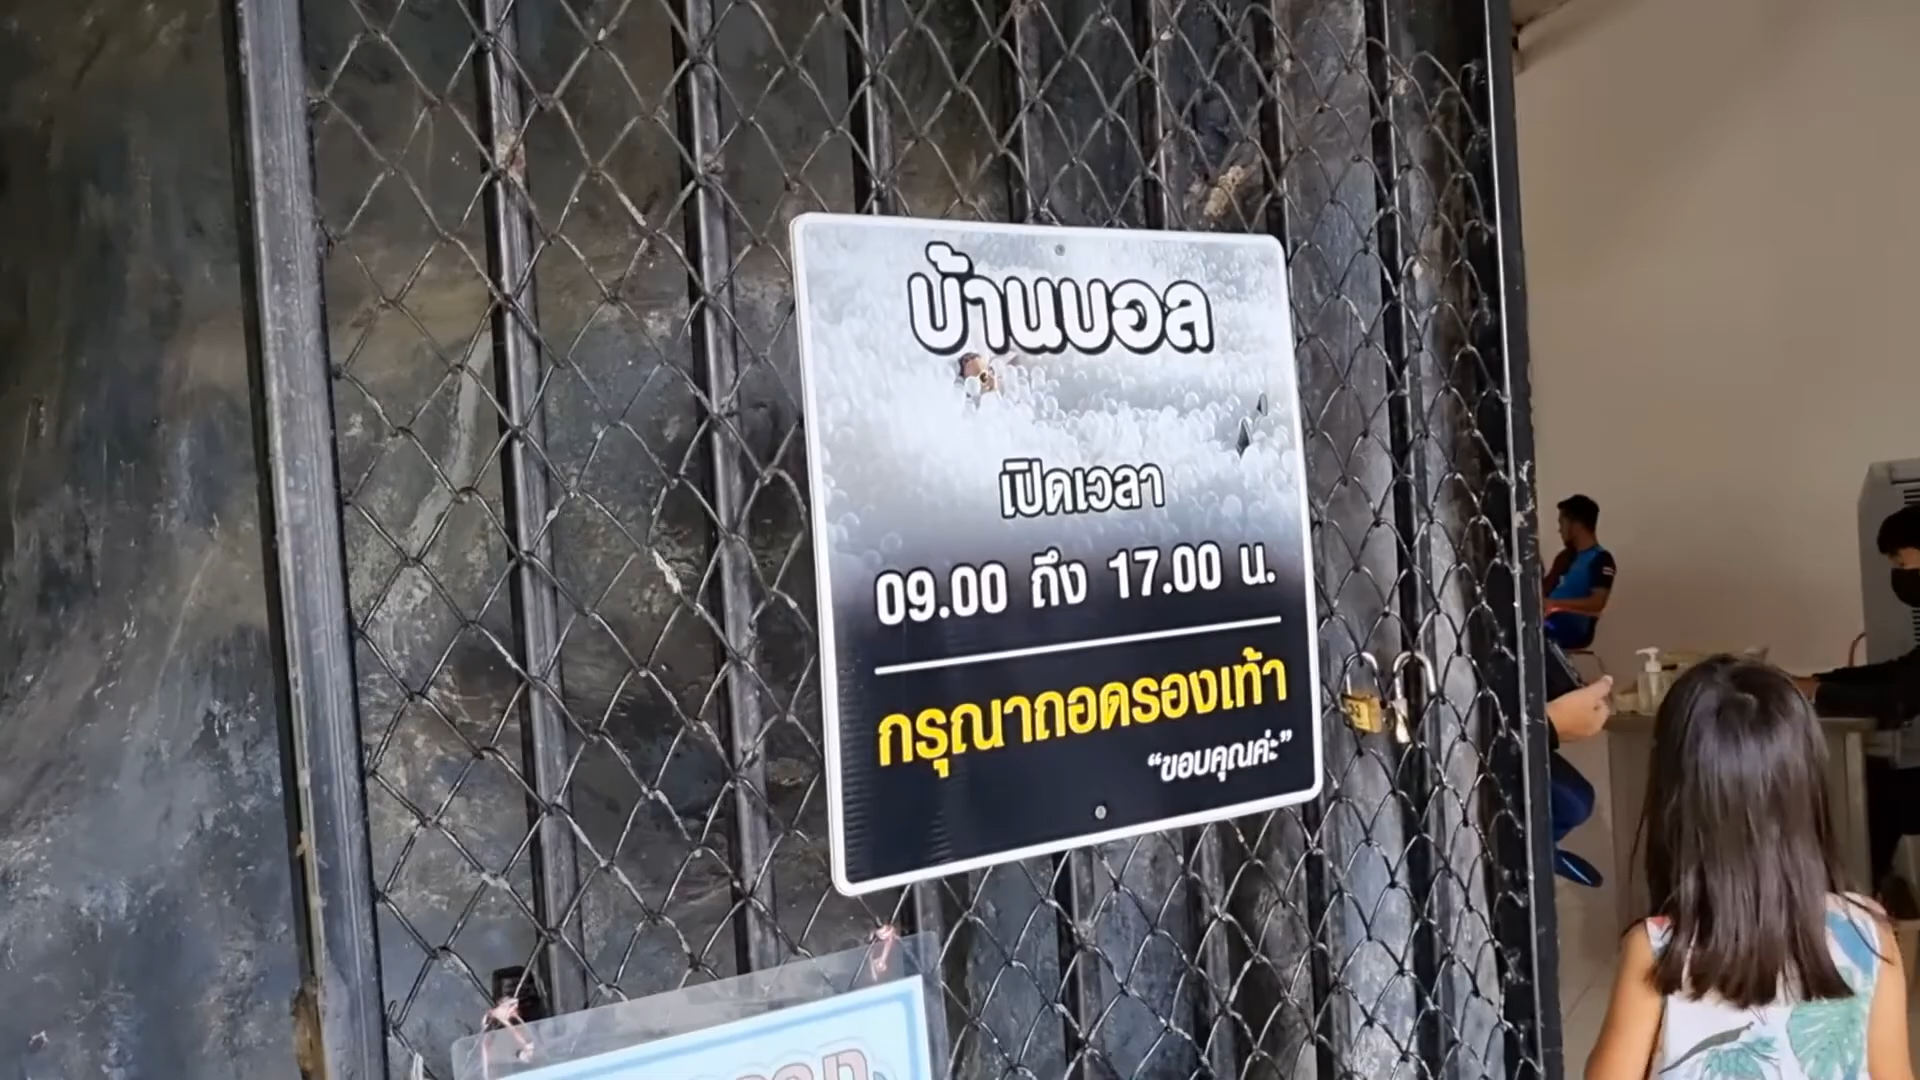 บ้านบอล
เปิดเวลา
09.00 ถึง 17.00 น.
กรุณาถอดรองเท้า
“ขอบคุณค่ะ”